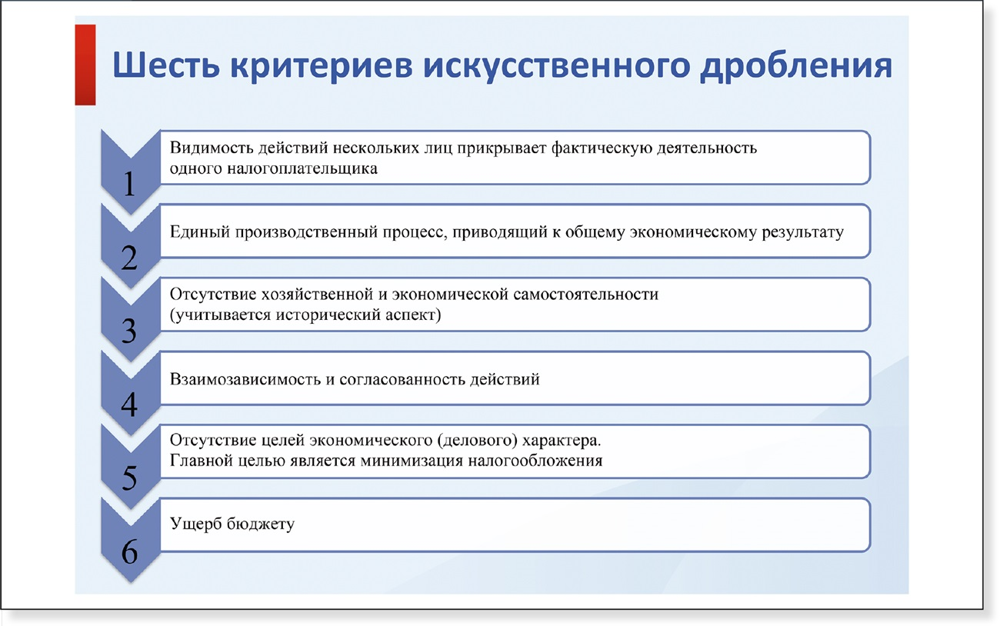 Шесть критериев искусственного дробления
1
Видимость действий нескольких лиц прикрывает фактическую деятельность
одного налогоплательщика
2
Единый производственный процесс, приводящий к общему экономическому результату
3
Отсутствие хозяйственной и экономической самостоятельности
(учитывается исторический аспект)
4
Взаимозависимость и согласованность действий
5
Отсутствие целей экономического (делового) характера.
Главной целью является минимизация налогообложения
6
Ущерб бюджету